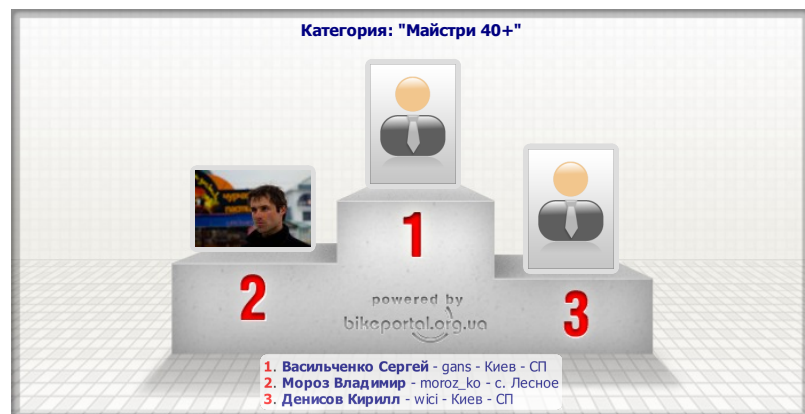 Категория: "Майстри 40+"
1
2
3
powered by
bikeportal.org.ua
1. Васильченко Сергей - gans - Киев - СП
2. Мороз Владимир - moroz_ko - с. Лесное
3. Денисов Кирилл - wici - Киев - СП